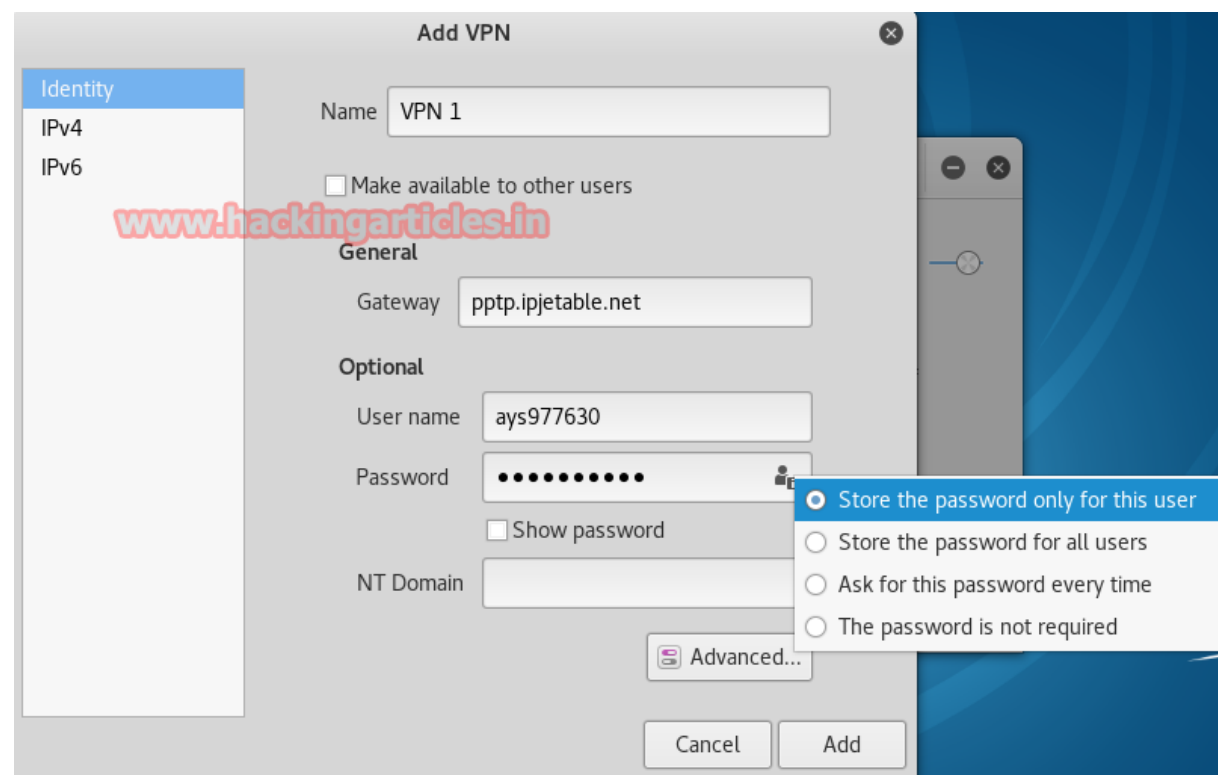 Add VPN
Identity
IPv4
IPv6
Name VPN 1
Make available to other users
www.hackingarticles.in
General
Gateway pptp.ipjetable.net
Optional
User name ays977630
Password ••••••••••
Store the password only for this user
Show password
Store the password for all users
NT Domain
Ask for this password every time
The password is not required
Advanced...
Cancel Add